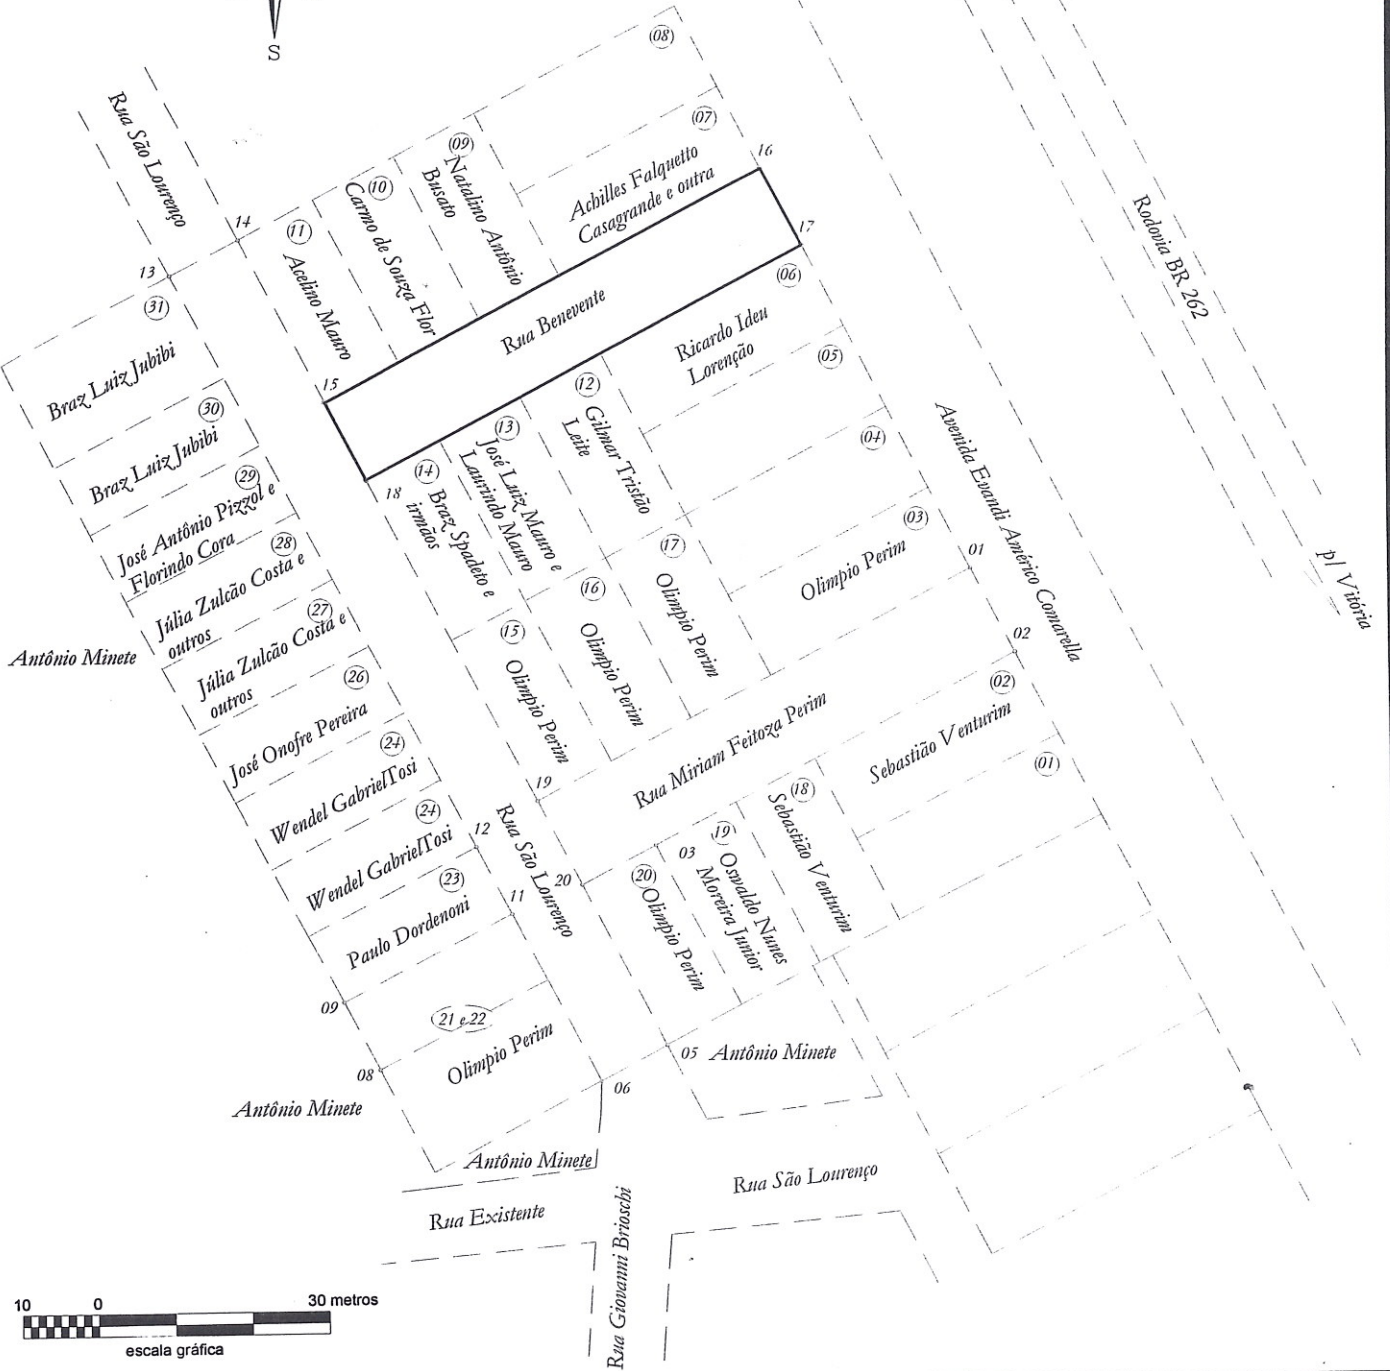 S
(08)
Rua São Lourenço
(07)
(09)
Natalino Antônio
Busato
(10)
Carmo de Souza Flor
16
Achilles Falquetto
Casagrande e outra
Rodovia BR 262
14
(11)
Acelino Mauro
17
13
(31)
(06)
Rua Benevente
Braz Luiz Jubibi
Ricardo Ideu
Lorenção
(05)
15
(12)
Gilmar Tristão
Leite
(30)
Braz Luiz Jubibi
(13)
José Luiz Mauro e
Laurindo Mauro
(04)
Avenida Evandi Américo Comarella
(14)
Braz Spadeto e
irmãos
18
(29)
José Antônio Pizzol e
Florindo Cora
(03)
Olimpio Perim
01
(28)
Júlia Zulcão Costa e
outros
(17)
Olimpio Perim
p/ Vitória
(16)
Olimpio Perim
(27)
Júlia Zulcão Costa e
outros
(15)
Olimpio Perim
02
Antônio Minete
(26)
José Onofre Pereira
(02)
Sebastião Venturim
Rua Miriam Feitoza Perim
(24)
Wendel GabrielTosi
(01)
19
(18)
Sebastião Venturim
(24)
Wendel GabrielTosi
12
Rua São Lourenço
(19)
Oswaldo Nunes
Moreira Junior
03
(20)
Olimpio Perim
20
(23)
Paulo Dordenoni
11
09
21 e 22
Olimpio Perim
05
Antônio Minete
08
06
Antônio Minete
Antônio Minete
Rua São Lourenço
Rua Existente
Rua Giovanni Brioschi
10 0 30 metros
escala gráfica